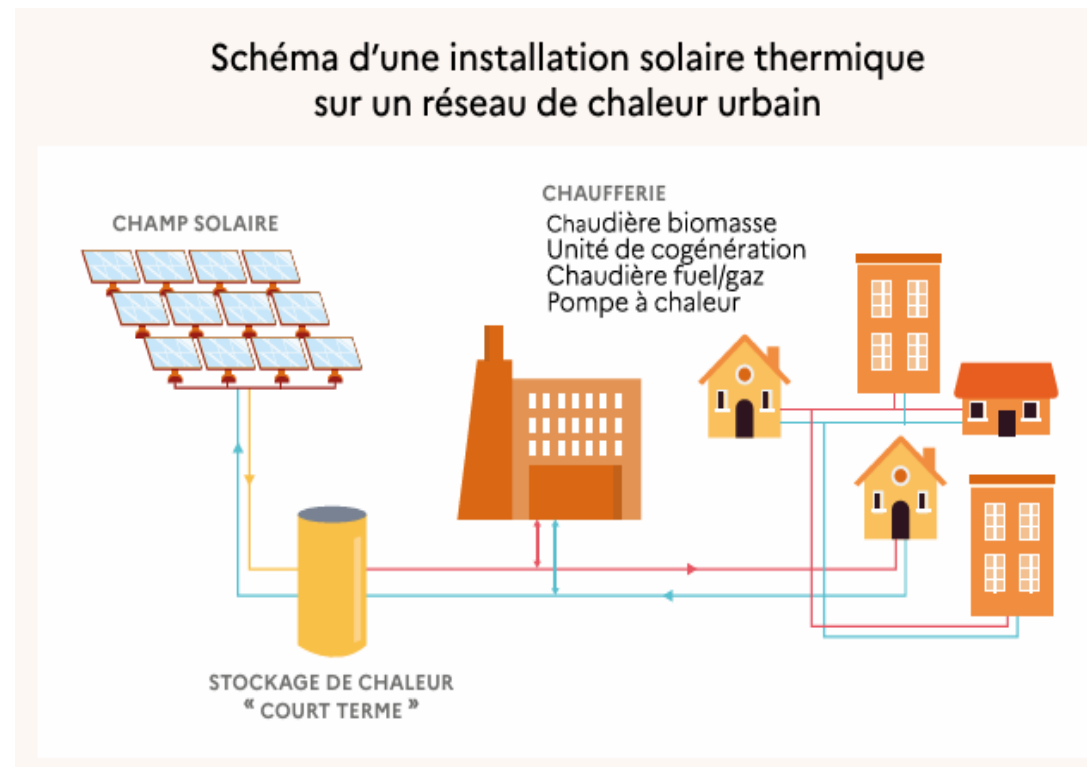 Schéma d'une installation solaire thermique
sur un réseau de chaleur urbain
CHAMP SOLAIRE
CHAUFFERIE
Chaudière biomasse
Unité de cogénération
Chaudière fuel/gaz
Pompe à chaleur
STOCKAGE DE CHALEUR
« COURT TERME »